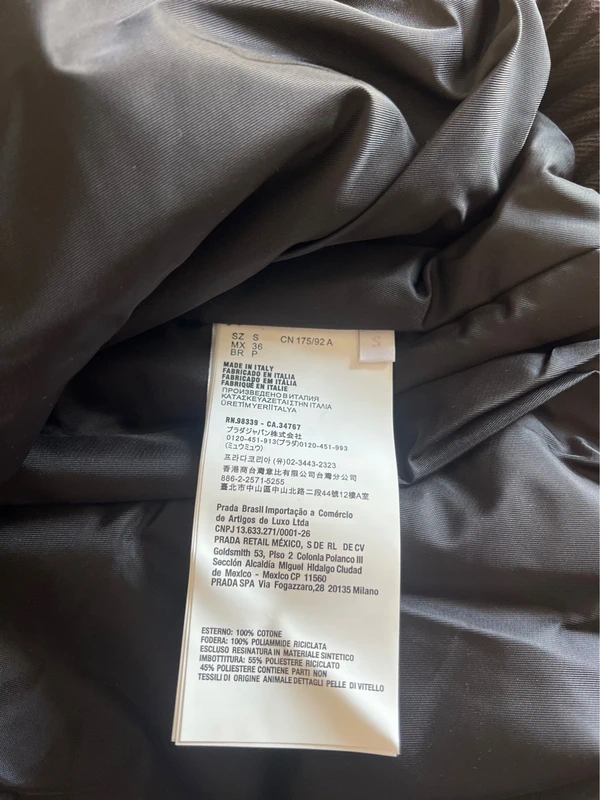 SZ S CN 175/92 A
MX 36
BR P
S
MADE IN ITALY
FABRICADO EN ITALIA
FABRICADO EM ITÁLIA
FABRIQUÉ EN ITALIE
ПРОИЗВЕДЕНО В ИТАЛИЯ
ΚΑΤΑΣΚΕΥΑΖΕΤΑΙ ΣΤΗΝ ΙΤΑΛΙΑ
ÜRETİM YERİ İTALYA
RN.98339 - CA.34767
プラダジャパン株式会社
0120-451-913(プラダ)0120-451-993
(ミュウミュウ)
프라다코리아 (유)02-3443-2323
香港商台灣意比有限公司台灣分公司
886-2-2571-5255
臺北市中山區中山北路二段44號12樓A室
Prada Brasil Importação a Comércio
de Artigos de Luxo Ltda
CNPJ 13.633.271/0001-26
PRADA RETAIL MÉXICO, S DE RL DE CV
Goldsmith 53, Piso 2 Colonia Polanco III
Sección Alcaldía Miguel Hidalgo Ciudad
de Mexico - Mexico CP 11560
PRADA SPA Via Fogazzaro,28 20135 Milano
ESTERNO: 100% COTONE
FODERA: 100% POLIAMMIDE RICICLATA
ESCLUSO RESINATURA IN MATERIALE SINTETICO
IMBOTTITURA: 55% POLIESTERE RICICLATO
45% POLIESTERE CONTIENE PARTI NON
TESSILI DI ORIGINE ANIMALE DETTAGLI PELLE DI VITELLO